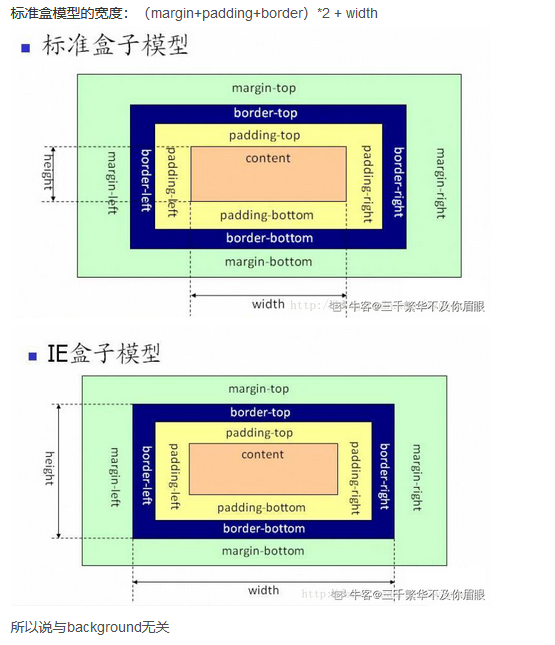 标准盒模型的宽度：（margin+padding+border）*2 + width
标准盒子模型
margin-top
border-top
padding-top
content
height
margin-left
border-left
padding-left
padding-right
border-right
margin-right
padding-bottom
border-bottom
margin-bottom
width
牛客@三千繁华不及你眉眼
IE盒子模型
margin-top
border-top
padding-top
content
height
margin-left
border-left
padding-left
padding-right
border-right
margin-right
padding-bottom
border-bottom
margin-bottom
width
牛客@三千繁华不及你眉眼
所以说与background无关